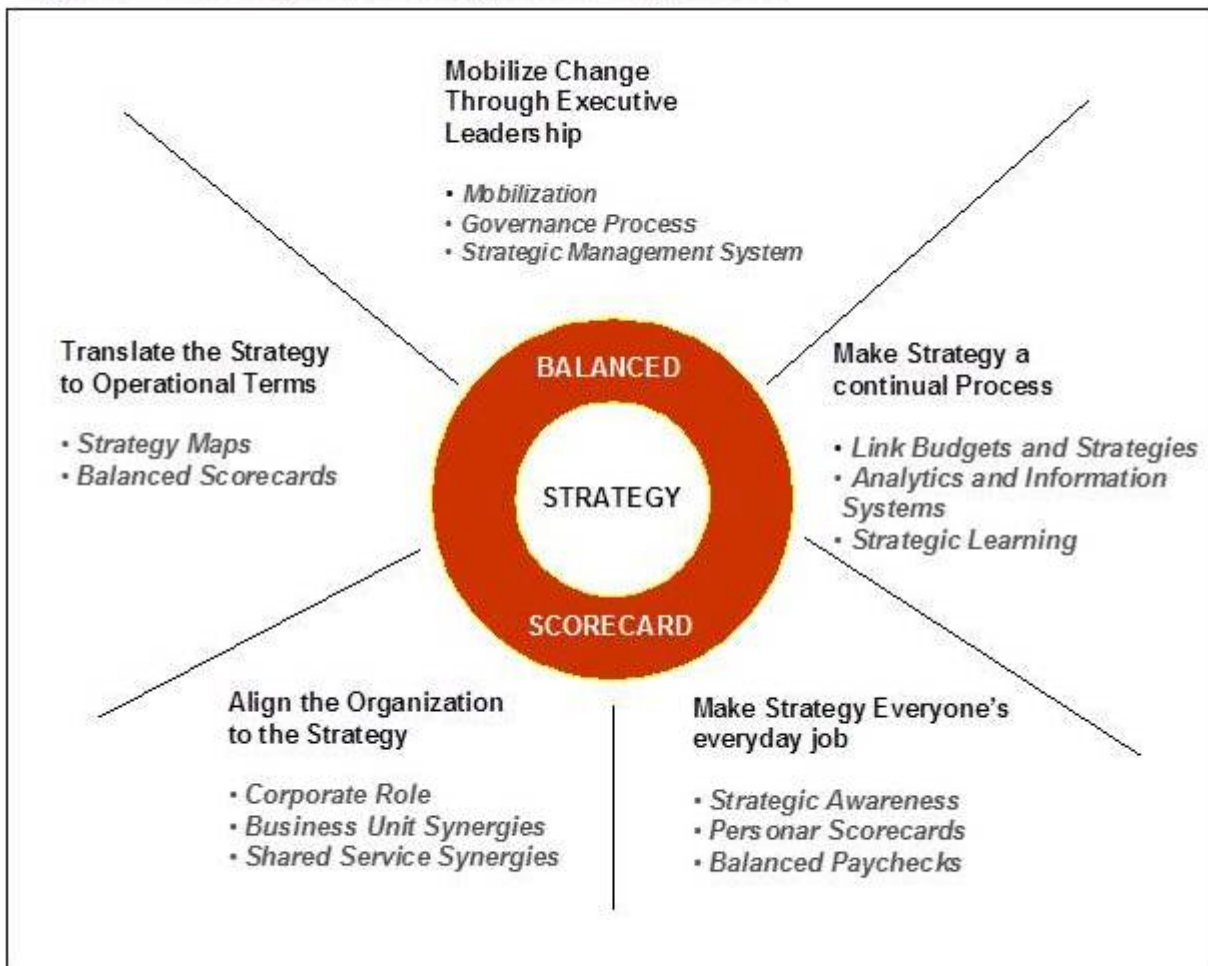 Mobilize Change
Through Executive
Leadership
• Mobilization
• Governance Process
• Strategic Management System
Translate the Strategy
to Operational Terms
• Strategy Maps
• Balanced Scorecards
BALANCED
STRATEGY
SCORECARD
Make Strategy a
continual Process
• Link Budgets and Strategies
• Analytics and Information
Systems
• Strategic Learning
Align the Organization
to the Strategy
• Corporate Role
• Business Unit Synergies
• Shared Service Synergies
Make Strategy Everyone's
everyday job
• Strategic Awareness
• Personar Scorecards
• Balanced Paychecks